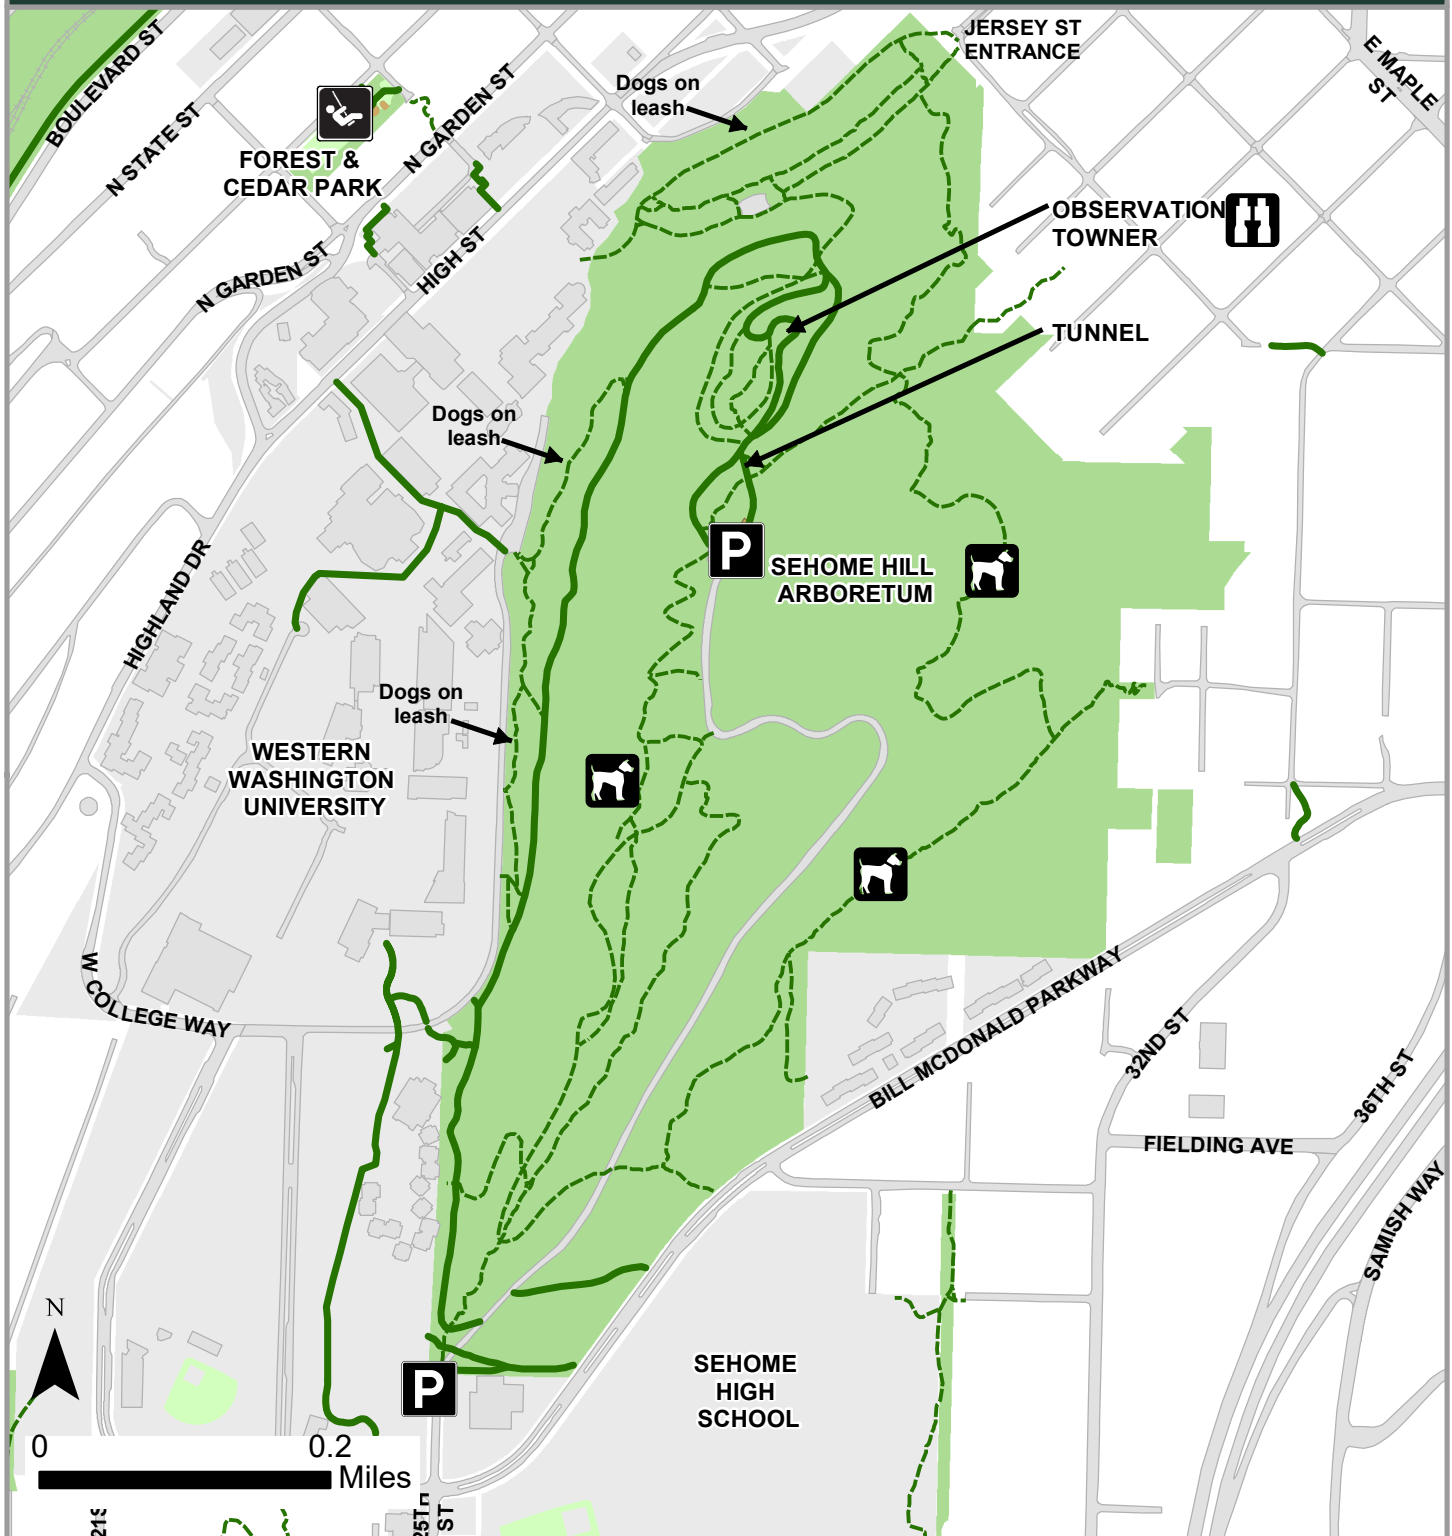 JERSEY ST
ENTRANCE
E MAPLE
ST
BOULEVARD ST
N STATE ST
N GARDEN ST
Dogs on
leash
FOREST &
CEDAR PARK
OBSERVATION
TOWNER
N GARDEN ST
HIGH ST
TUNNEL
Dogs on
leash
P
SEHOME HILL
ARBORETUM
HIGHLAND DR
Dogs on
leash
WESTERN
WASHINGTON
UNIVERSITY
W COLLEGE WAY
BILL MCDONALD PARKWAY
32ND ST
36TH ST
FIELDING AVE
SAMISH WAY
N
SEHOME
HIGH
SCHOOL
P
0 0.2
Miles
21S
25TH
ST